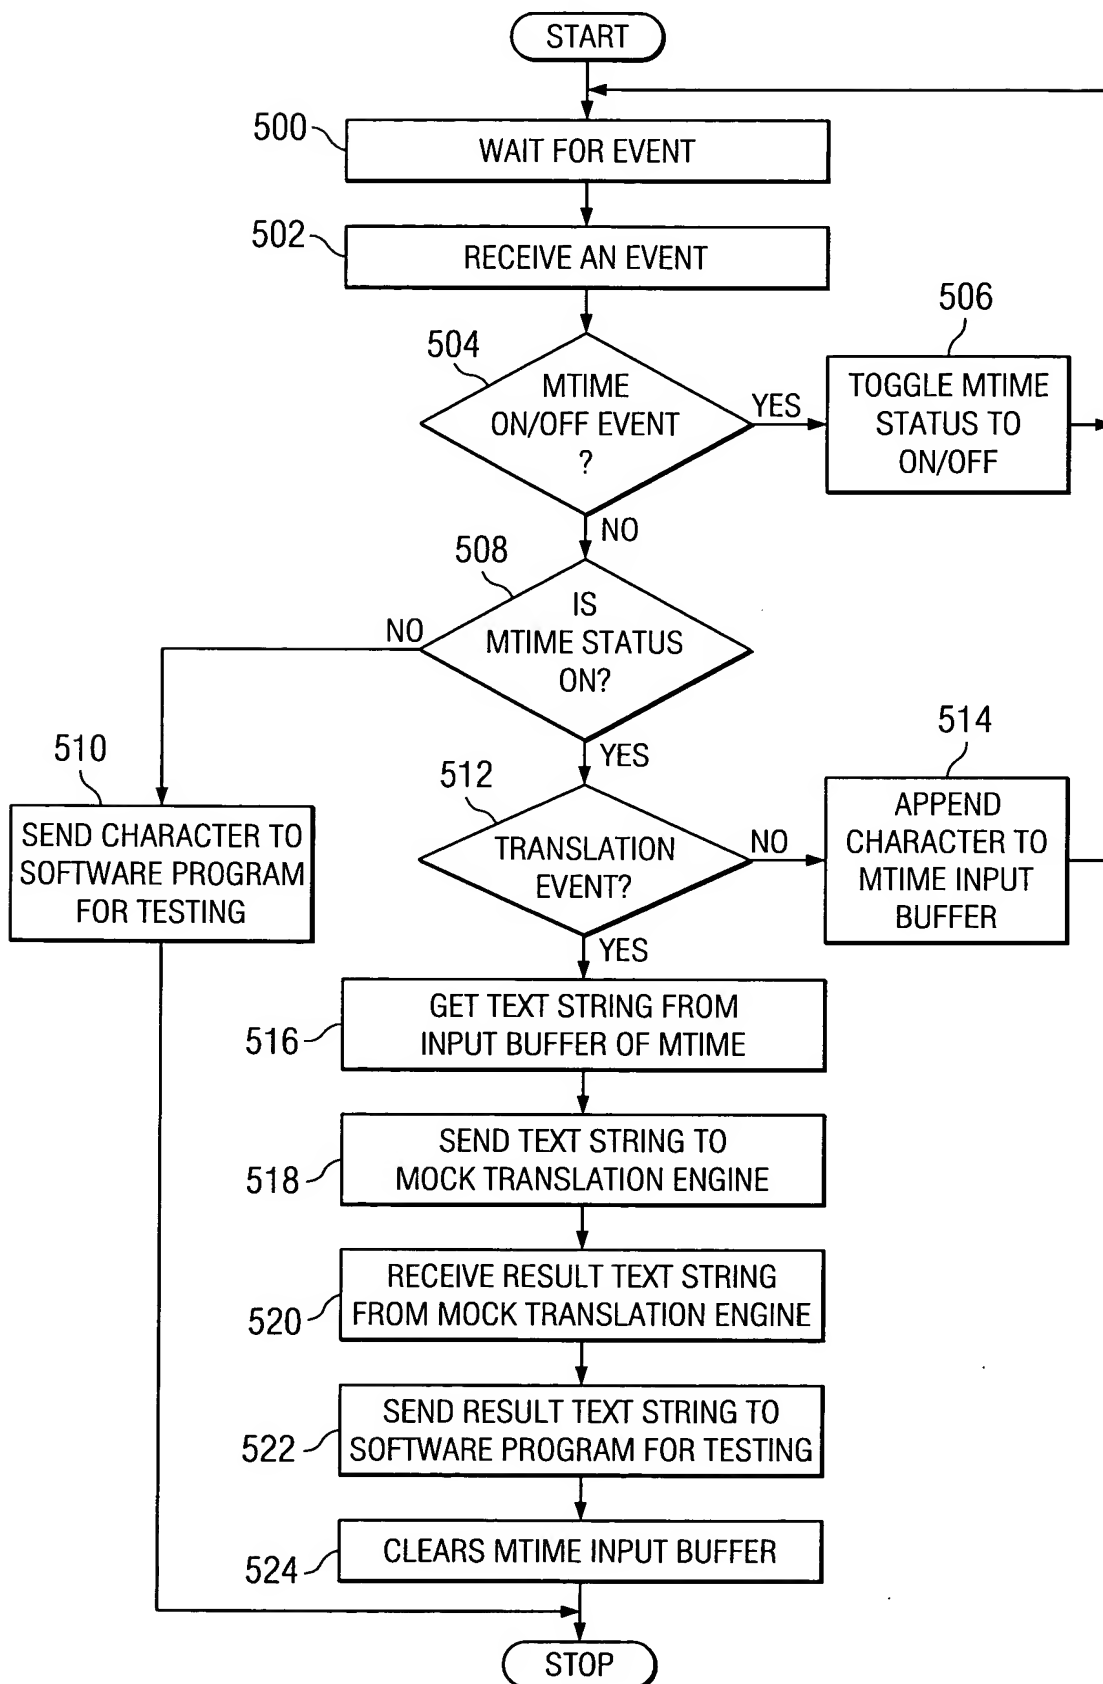 START
500
WAIT FOR EVENT
502
RECEIVE AN EVENT
504
MTIME
ON/OFF EVENT
?
YES
506
TOGGLE MTIME
STATUS TO
ON/OFF
NO
508
IS
MTIME STATUS
ON?
NO
YES
510
SEND CHARACTER TO
SOFTWARE PROGRAM
FOR TESTING
512
TRANSLATION
EVENT?
NO
514
APPEND
CHARACTER TO
MTIME INPUT
BUFFER
YES
516
GET TEXT STRING FROM
INPUT BUFFER OF MTIME
518
SEND TEXT STRING TO
MOCK TRANSLATION ENGINE
520
RECEIVE RESULT TEXT STRING
FROM MOCK TRANSLATION ENGINE
522
SEND RESULT TEXT STRING TO
SOFTWARE PROGRAM FOR TESTING
524
CLEARS MTIME INPUT BUFFER
STOP